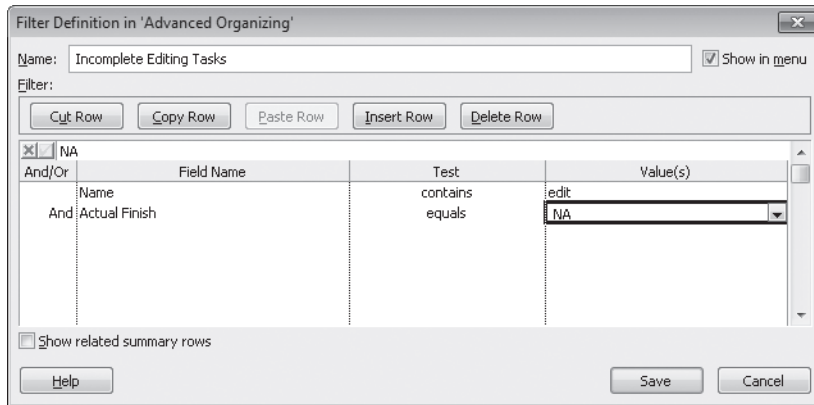 Filter Definition in 'Advanced Organizing'
Name: Incomplete Editing Tasks Show in menu
Filter:
Cut Row Copy Row Paste Row Insert Row Delete Row
NA
And/Or Field Name Test Value(s)
Name contains edit
And Actual Finish equals NA
Show related summary rows
Help Save Cancel